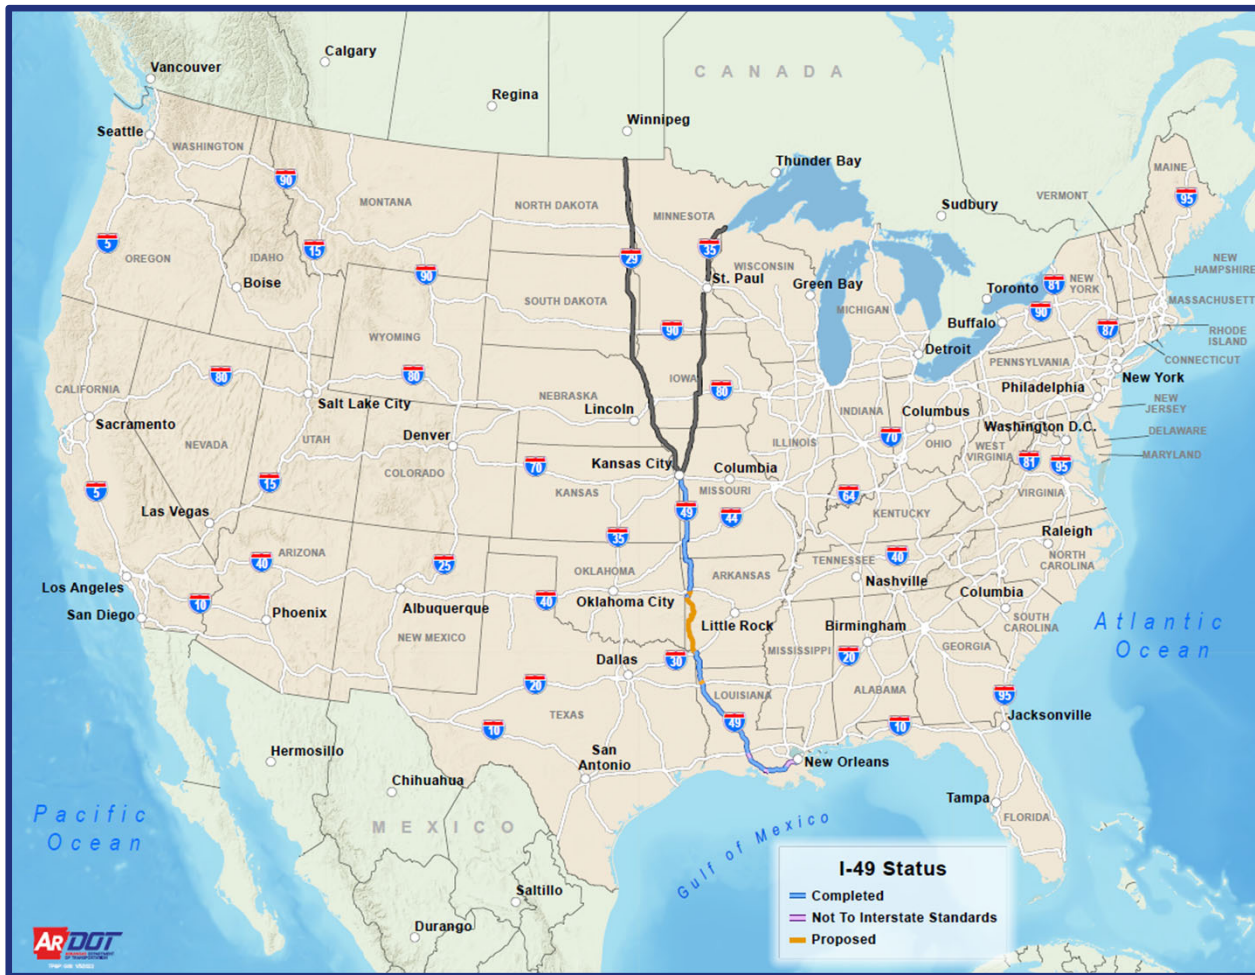 Calgary
Vancouver
CANADA
Regina
Winnipeg
Seattle
WASHINGTON
Thunder Bay
MAINE
90
MONTANA
NORTH DAKOTA
MINNESOTA
VERMONT
95
Sudbury
5
OREGON
IDAHO
15
29
35
WISCONSIN
NEW
HAMPSHIRE
90
St. Paul
Boise
SOUTH DAKOTA
Green Bay
MICHIGAN
Toronto
81
NEW
YORK
MASSACHUSETTS
90
Buffalo
87
RHODE
ISLAND
WYOMING
90
Detroit
PENNSYLVANIA
CONNECTICUT
New York
CALIFORNIA
80
80
IOWA
80
Philadelphia
NEBRASKA
Salt Lake City
Lincoln
INDIANA
Columbus
NEW
JERSEY
Sacramento
NEVADA
UTAH
Denver
ILLINOIS
70
OHIO
Washington D.C.
DELAWARE
WEST
VIRGINIA
MARYLAND
COLORADO
70
Kansas City
Columbia
81
95
5
15
KANSAS
MISSOURI
64
VIRGINIA
Las Vegas
49
44
KENTUCKY
Raleigh
35
ARIZONA
40
25
OKLAHOMA
ARKANSAS
TENNESSEE
40
NORTH
CAROLINA
Los Angeles
Nashville
10
Albuquerque
40
Oklahoma City
Columbia
San Diego
Phoenix
Little Rock
Birmingham
SOUTH
CAROLINA
Atlantic
Ocean
NEW MEXICO
MISSISSIPPI
GEORGIA
Dallas
30
20
20
LOUISIANA
ALABAMA
95
TEXAS
49
10
10
Jacksonville
Hermosillo
San
Antonio
New Orleans
Chihuahua
Tampa
Pacific
Ocean
MEXICO
Gulf of Mexico
FLORIDA
I-49 Status
Completed
Not To Interstate Standards
Proposed
Saltillo
Durango
ARDOT